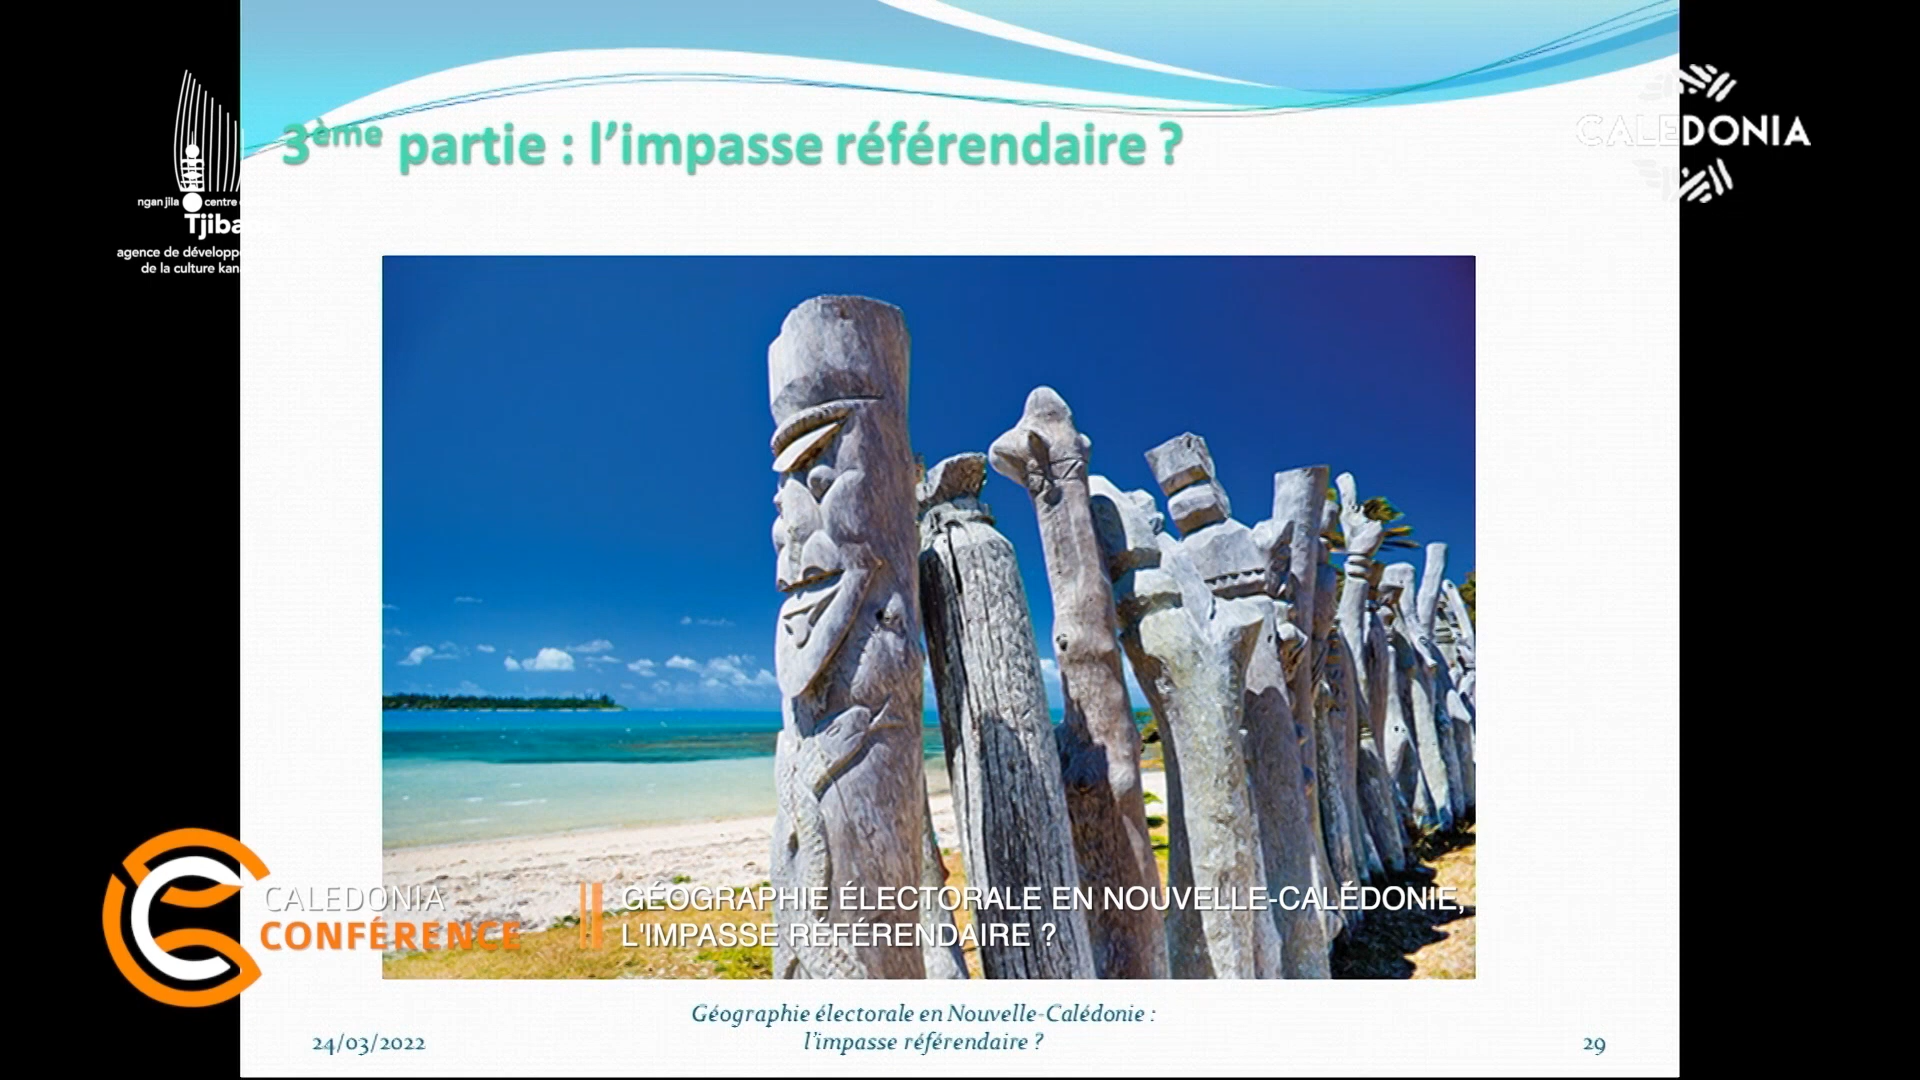 3ème partie : l'impasse référendaire ?
CALEDONIA
ngan jila centre
Tjiba
agence de développ
de la culture kan
CALEDONIA
CONFÉRENCE
GÉOGRAPHIE ÉLECTORALE EN NOUVELLE-CALÉDONIE,
L'IMPASSE RÉFÉRENDAIRE ?
Géographie électorale en Nouvelle-Calédonie :
l'impasse référendaire ?
24/03/2022
29